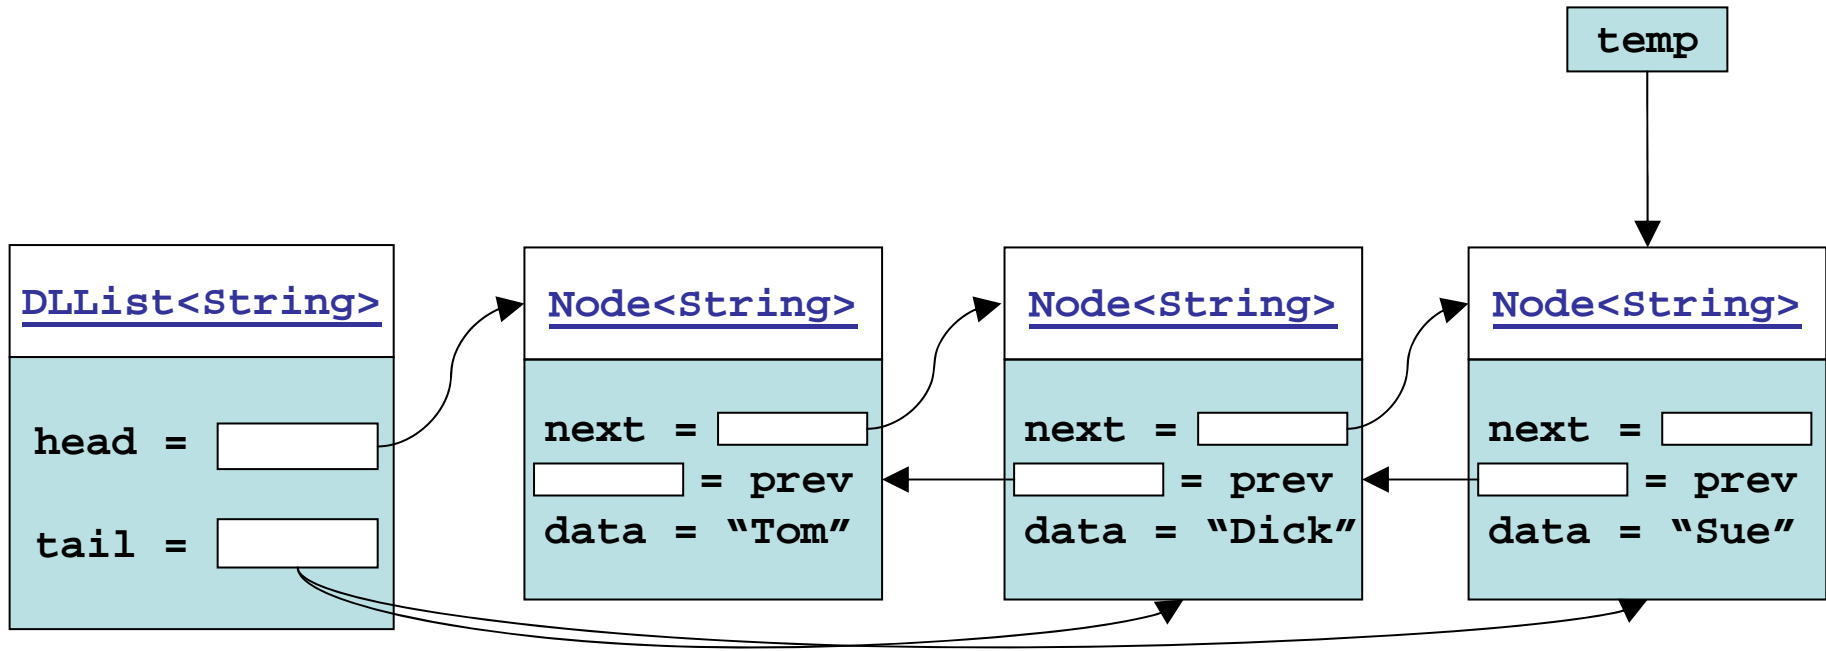 temp
DLList<String>
head =
tail =
Node<String>
next =
= prev
data = “Tom”
Node<String>
next =
= prev
data = “Dick”
Node<String>
next =
= prev
data = “Sue”